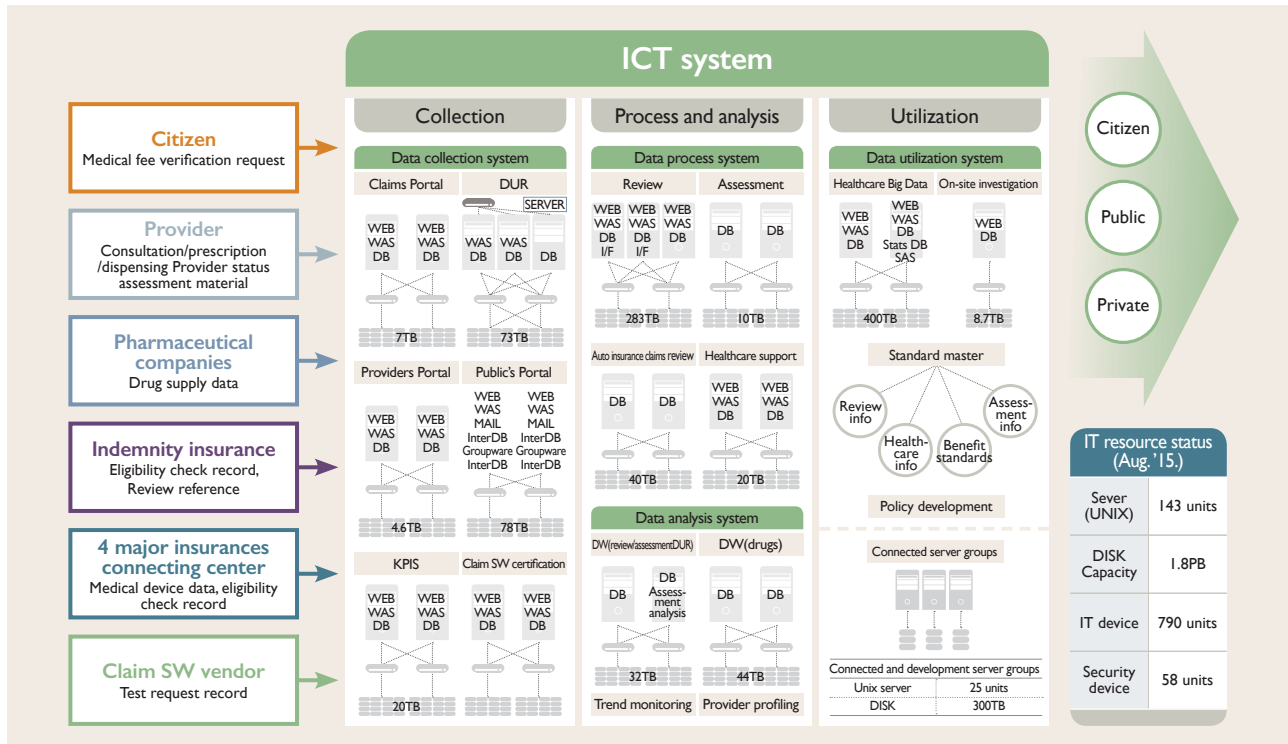 ICT system
Citizen
Medical fee verification request
Provider
Consultation/prescription
/dispensing Provider status
assessment material
Pharmaceutical
companies
Drug supply data
Indemnity insurance
Eligibility check record,
Review reference
4 major insurances
connecting center
Medical device data, eligibility
check record
Claim SW vendor
Test request record
Collection
Data collection system
Claims Portal
WEB
WAS
DB
WEB
WAS
DB
7TB
DUR
SERVER
WAS
DB
WAS
DB
DB
73TB
Providers Portal
WEB
WAS
DB
WEB
WAS
DB
4.6TB
Public's Portal
WEB
WAS
MAIL
InterDB
Groupware
InterDB
WEB
WAS
MAIL
InterDB
Groupware
InterDB
78TB
KPIS
WEB
WAS
DB
WEB
WAS
DB
20TB
Claim SW certification
WEB
WAS
DB
WEB
WAS
DB
Process and analysis
Data process system
Review
WEB
WAS
DB
I/F
WEB
WAS
DB
I/F
WEB
WAS
DB
283TB
Assessment
DB
DB
10TB
Auto insurance claims review
DB
DB
40TB
Healthcare support
WEB
WAS
DB
WEB
WAS
DB
20TB
Data analysis system
DW(review/assessmentDUR)
DB
DB
Assess-
ment
analysis
32TB
Trend monitoring
DW(drugs)
DB
DB
44TB
Provider profiling
Utilization
Data utilization system
Healthcare Big Data
WEB
WAS
DB
WEB
WAS
DB
Stats DB
SAS
400TB
On-site investigation
WEB
DB
8.7TB
Standard master
Review
info
Health-
care
info
Benefit
standards
Assess-
ment
info
Policy development
Connected server groups
Connected and development server groups
Unix server 25 units
DISK 300TB
Citizen
Public
Private
IT resource status
(Aug. '15.)
Sever
(UNIX)
143 units
DISK
Capacity
1.8PB
IT device
790 units
Security
device
58 units